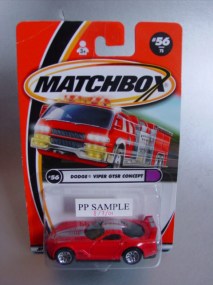 #56
MATCHBOX
#56
DODGE® VIPER GTSR CONCEPT
PP SAMPLE